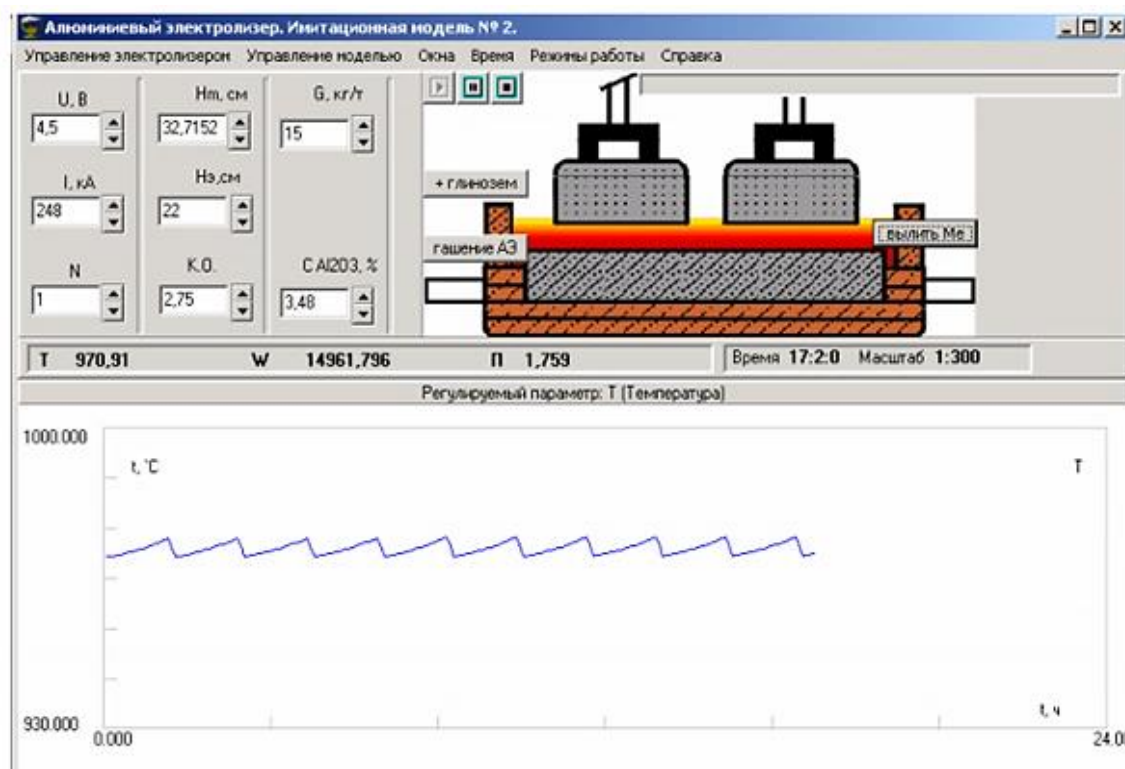 Алюминиевый электролизер. Имитационная модель № 2.
Управление электролизером Управление моделью Окна Время Режимы работы Справка
U, В Hm, см G, кг/т
4,5 32,7152 15
I, кА Hэ,см
248 22
+ глинозем
вылить Ме
гашение АЭ
N К.О. C Al2O3, %
1 2,75 3,48
T 970,91 W 14961,796 П 1,759 Время 17:2:0 Масштаб 1:300
Регулируемый параметр: T (Температура)
1000.000
t, °C T
930.000
t, ч
0.000 24.0